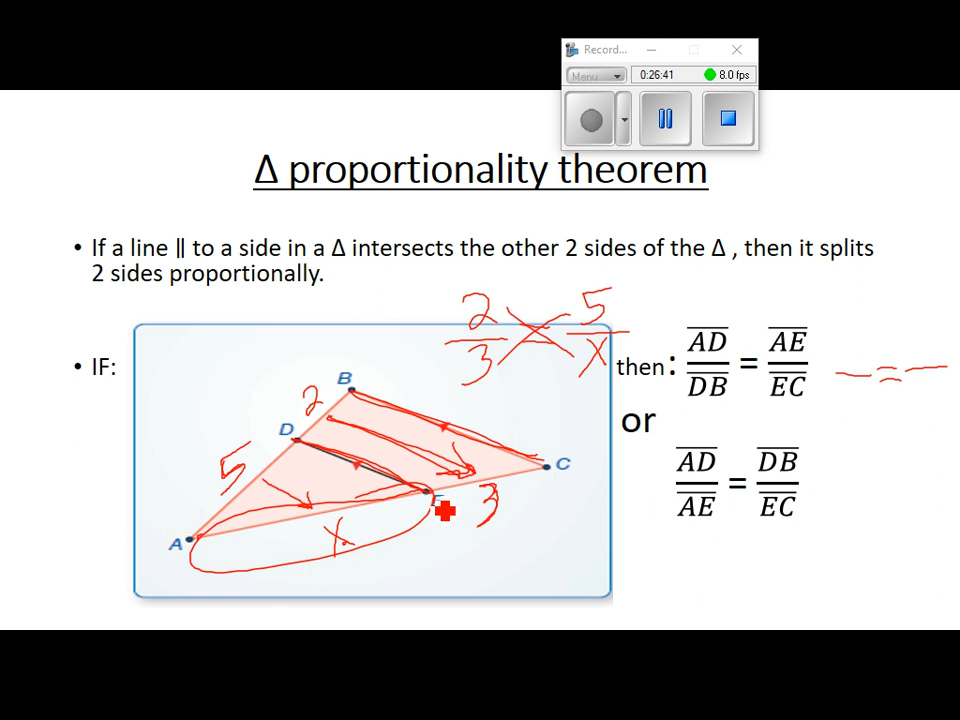 Record...
Menu
0:26:41
8.0 fps
Δ proportionality theorem
• If a line ∥ to a side in a Δ intersects the other 2 sides of the Δ , then it splits
2 sides proportionally.
2/3 5/x
• IF:
then : AD/DB = AE/EC
— = —
or
AD/AE = DB/EC
B
2
D
C
5
3
E
A
x